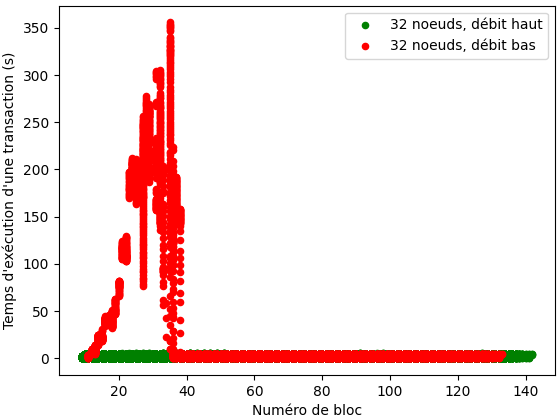 350
300
250
200
150
100
50
0
Temps d'exécution d'une transaction (s)
32 noeuds, débit haut
32 noeuds, débit bas
20 40 60 80 100 120 140
Numéro de bloc